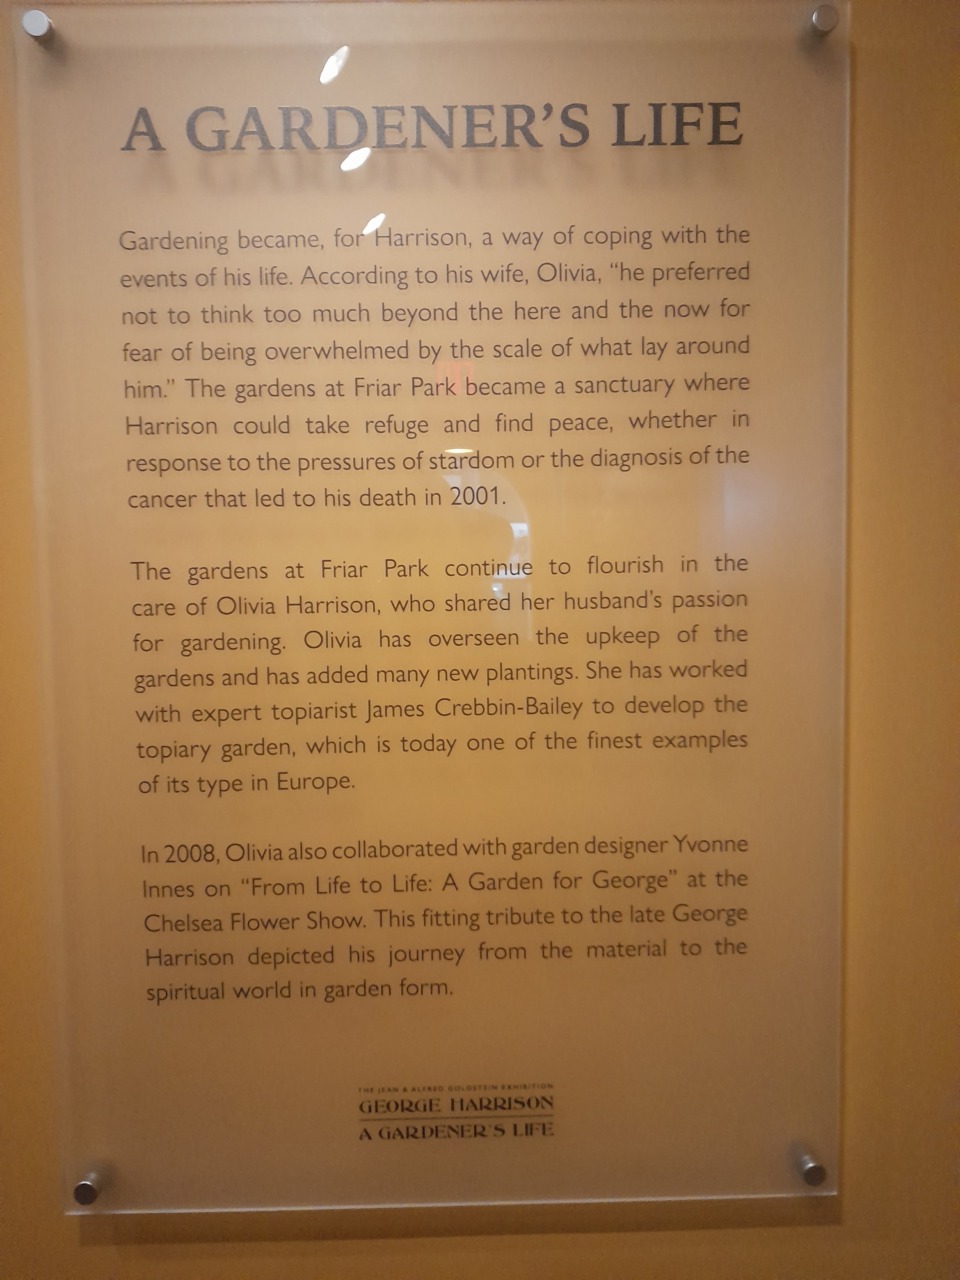 A GARDENER'S LIFE
Gardening became, for Harrison, a way of coping with the
events of his life. According to his wife, Olivia, “he preferred
not to think too much beyond the here and the now for
fear of being overwhelmed by the scale of what lay around
him.” The gardens at Friar Park became a sanctuary where
Harrison could take refuge and find peace, whether in
response to the pressures of stardom or the diagnosis of the
cancer that led to his death in 2001.
The gardens at Friar Park continue to flourish in the
care of Olivia Harrison, who shared her husband's passion
for gardening. Olivia has overseen the upkeep of the
gardens and has added many new plantings. She has worked
with expert topiarist James Crebbin-Bailey to develop the
topiary garden, which is today one of the finest examples
of its type in Europe.
In 2008, Olivia also collaborated with garden designer Yvonne
Innes on “From Life to Life: A Garden for George” at the
Chelsea Flower Show. This fitting tribute to the late George
Harrison depicted his journey from the material to the
spiritual world in garden form.
THE JEAN & ALFRED GOLDSTEIN EXHIBITION
GEORGE HARRISON
A GARDENER'S LIFE